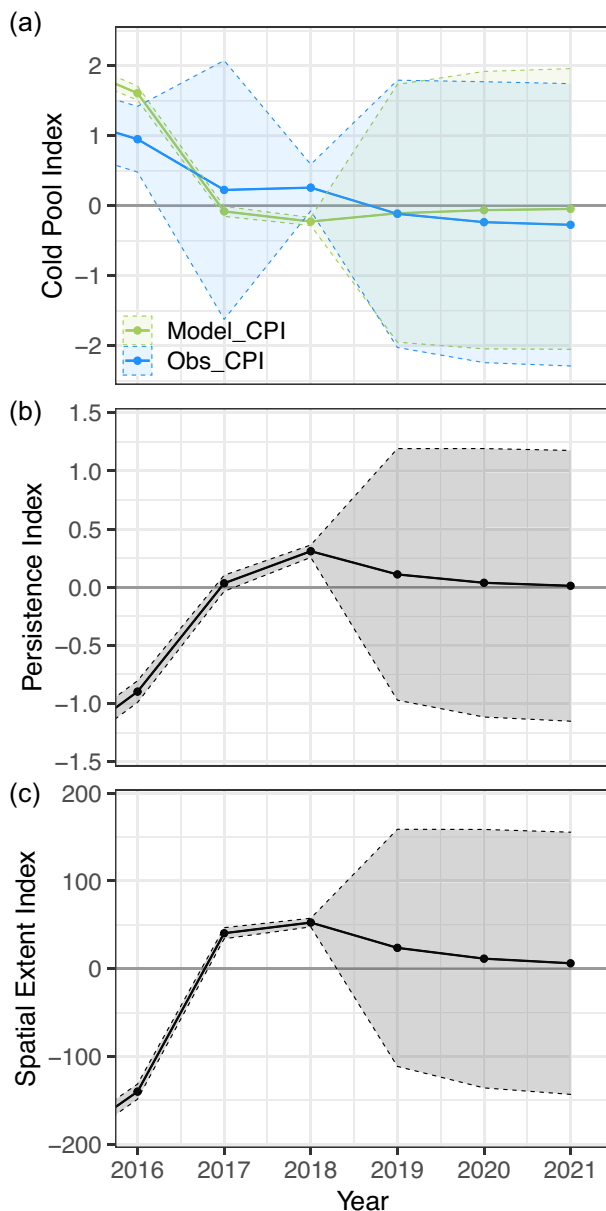 (a)
Cold Pool Index
2
1
0
−1
−2
Model_CPI
Obs_CPI
(b)
Persistence Index
1.5
1.0
0.5
0.0
−0.5
−1.0
−1.5
(c)
Spatial Extent Index
200
100
0
−100
−200
2016 2017 2018 2019 2020 2021
Year